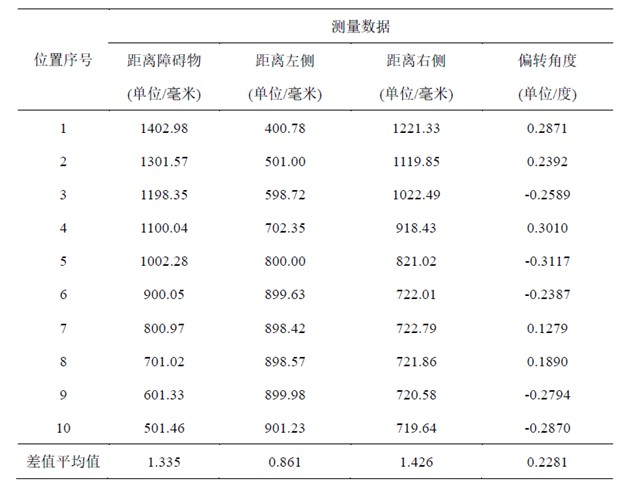 测量数据
位置序号 距离障碍物 距离左侧 距离右侧 偏转角度
(单位/毫米) (单位/毫米) (单位/毫米) (单位/度)
1 1402.98 400.78 1221.33 0.2871
2 1301.57 501.00 1119.85 0.2392
3 1198.35 598.72 1022.49 -0.2589
4 1100.04 702.35 918.43 0.3010
5 1002.28 800.00 821.02 -0.3117
6 900.05 899.63 722.01 -0.2387
7 800.97 898.42 722.79 0.1279
8 701.02 898.57 721.86 0.1890
9 601.33 899.98 720.58 -0.2794
10 501.46 901.23 719.64 -0.2870
差值平均值 1.335 0.861 1.426 0.2281